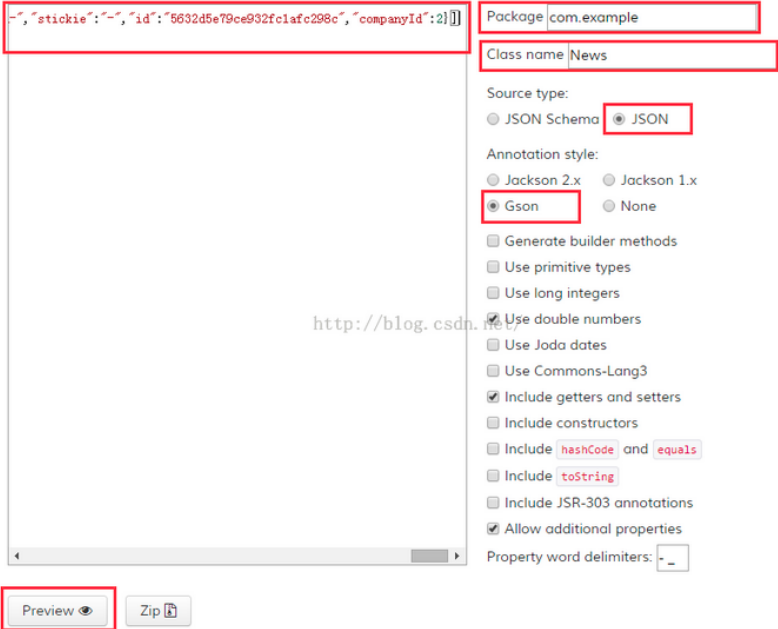 -","stickie":"-","id":"5632d5e79ce932fc1afc298c","companyId":2}]
Package com.example
Class name News
Source type:
JSON Schema JSON
Annotation style:
Jackson 2.x Jackson 1.x
Gson None
Generate builder methods
Use primitive types
Use long integers
http://blog.csdn.net/
Use double numbers
Use Joda dates
Use Commons-Lang3
Include getters and setters
Include constructors
Include hashCode and equals
Include toString
Include JSR-303 annotations
Allow additional properties
Property word delimiters: - _
Preview Zip